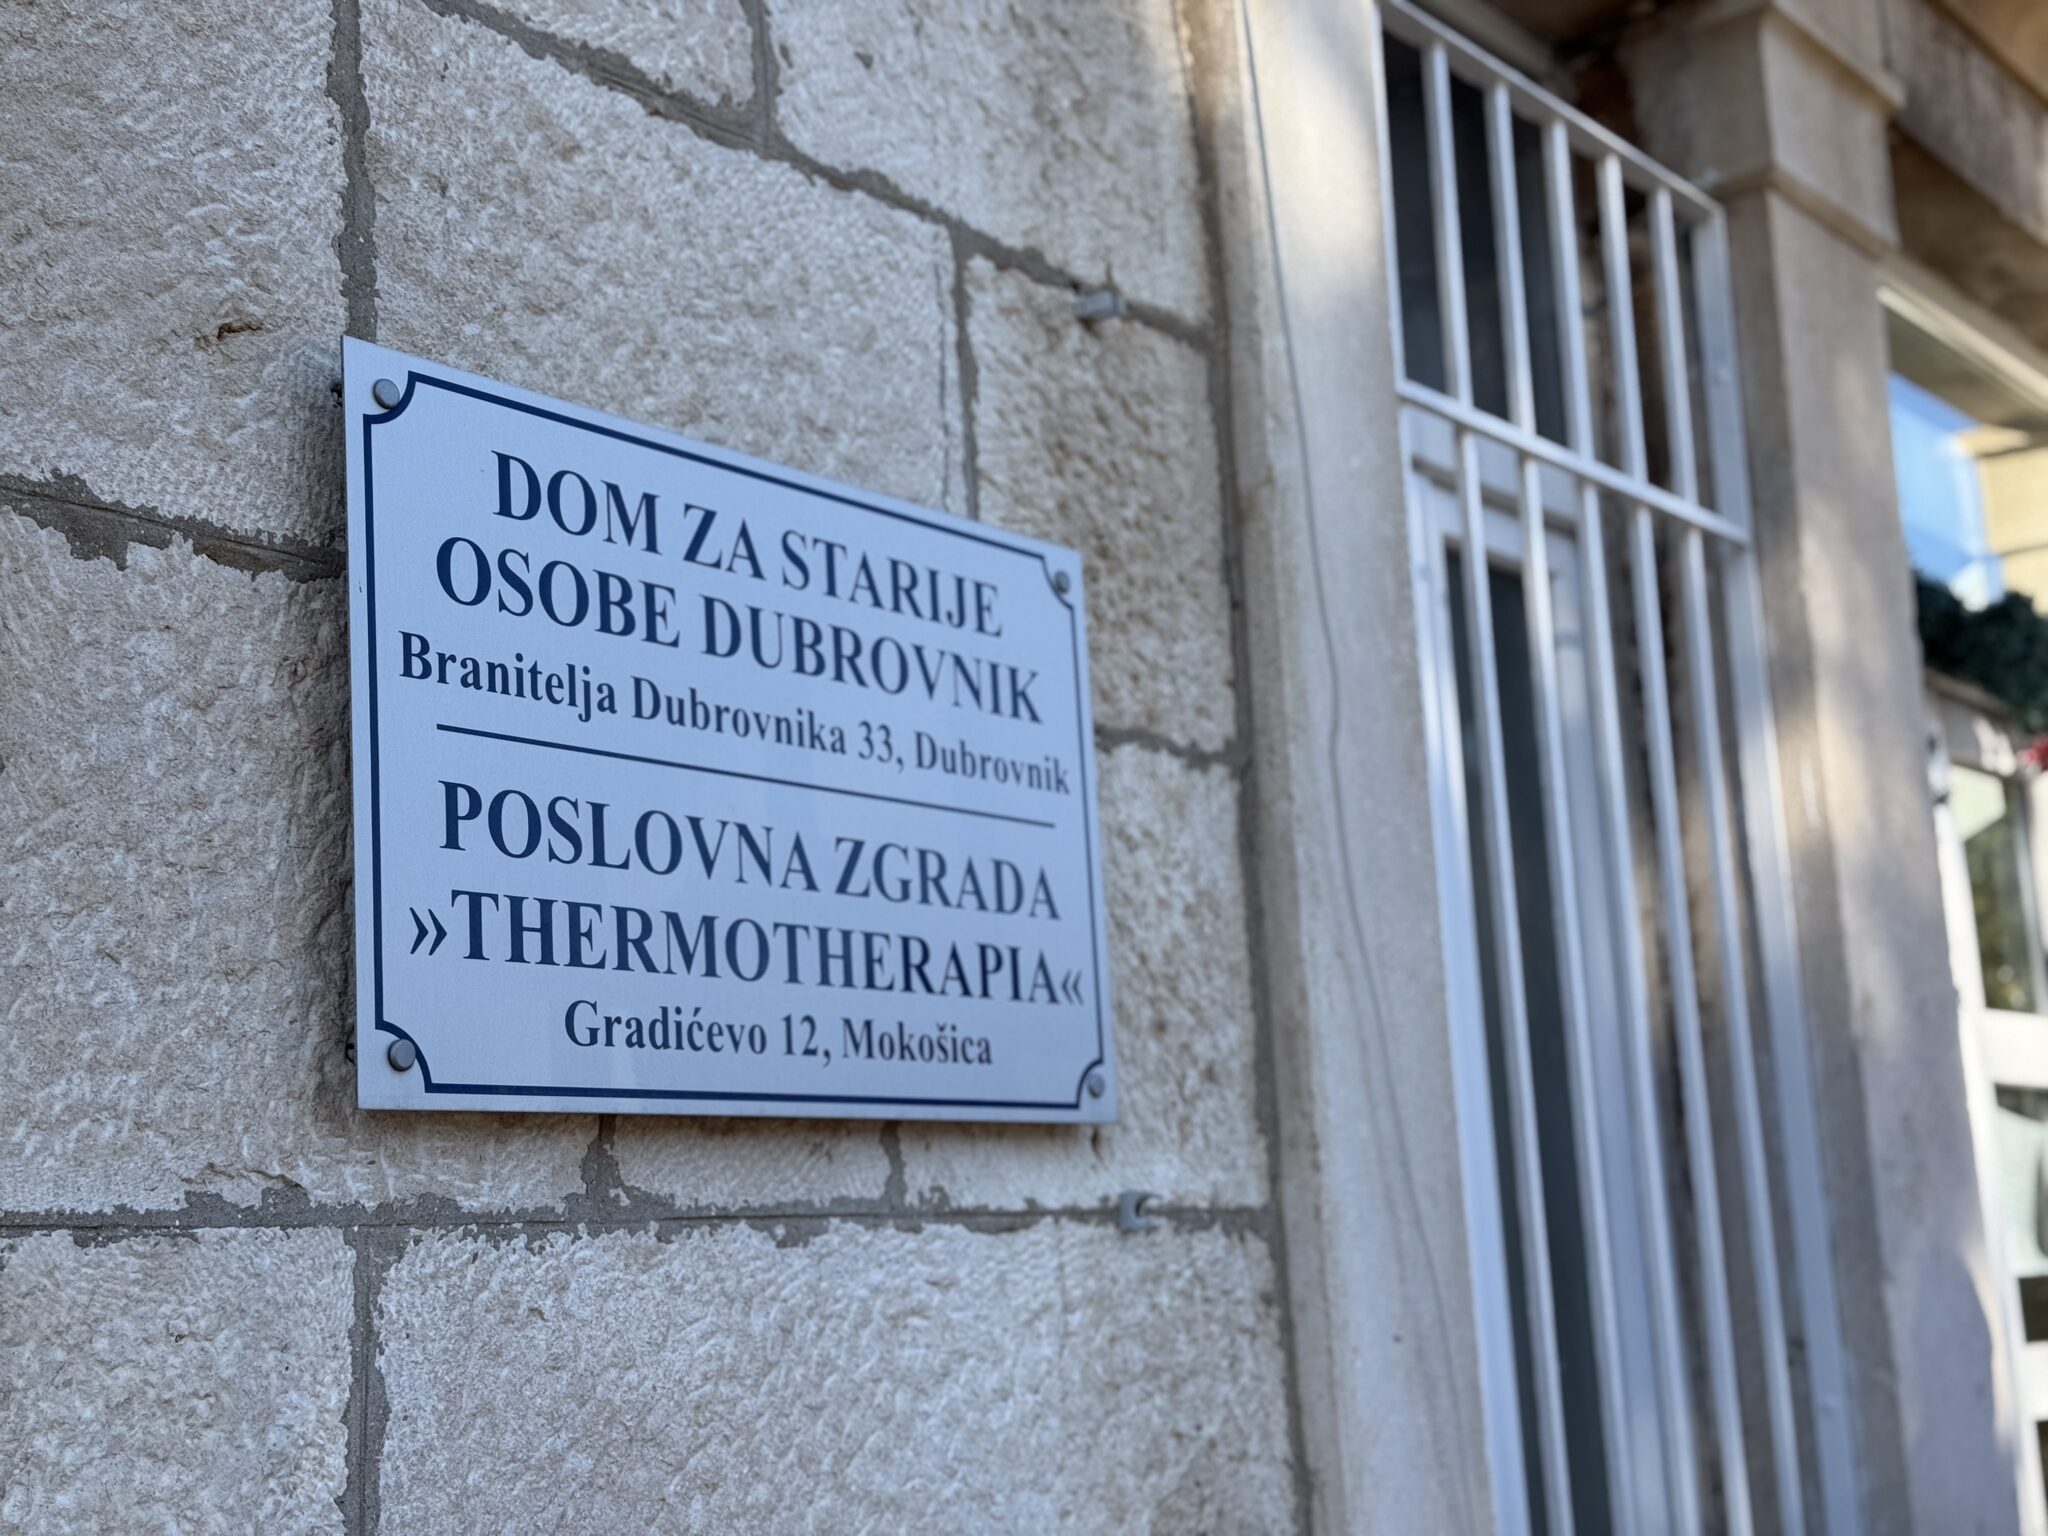 DOM ZA STARIJE
OSOBE DUBROVNIK
Branitelja Dubrovnika 33, Dubrovnik
POSLOVNA ZGRADA
»THERMOTHERAPIA«
Gradićevo 12, Mokošica